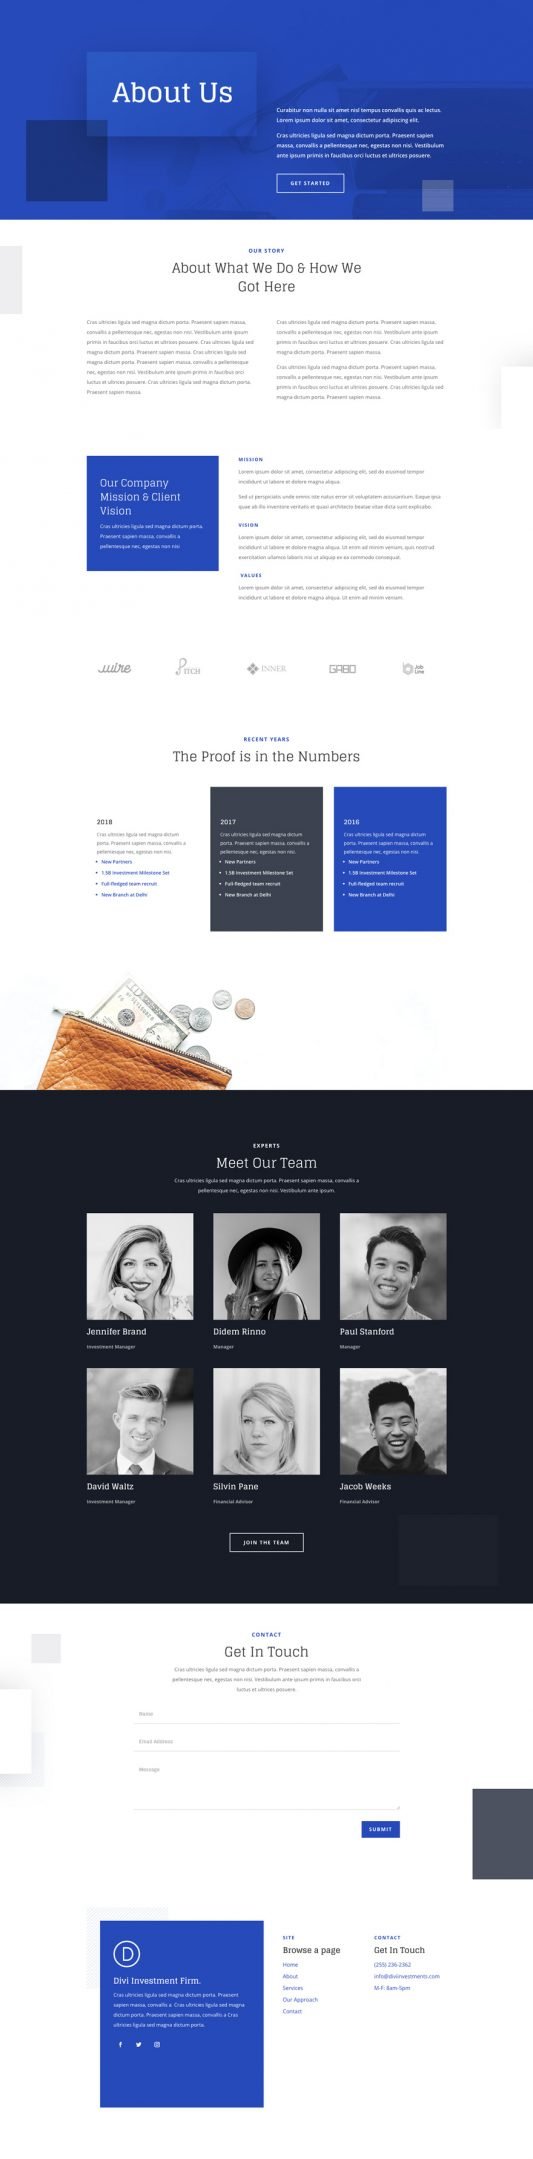 About Us
Curabitur non nulla sit amet nisl tempus convallis quis ac lectus.
Lorem ipsum dolor sit amet, consectetur adipiscing elit.
Cras ultricies ligula sed magna dictum porta. Praesent sapien
massa, convallis a pellentesque nec, egestas non nisi. Vestibulum
ante ipsum primis in faucibus orci luctus et ultrices posuere.
GET STARTED
OUR STORY
About What We Do & How We
Got Here
Cras ultricies ligula sed magna dictum porta. Praesent sapien massa,
convallis a pellentesque nec, egestas non nisi. Vestibulum ante ipsum
primis in faucibus orci luctus et ultrices posuere. Cras ultricies ligula sed
magna dictum porta. Praesent sapien massa. Cras ultricies ligula sed
magna dictum porta. Praesent sapien massa, convallis a pellentesque
nec, egestas non nisi. Vestibulum ante ipsum primis in faucibus orci
luctus et ultrices posuere. Cras ultricies ligula sed magna dictum porta.
Praesent sapien massa.
Cras ultricies ligula sed magna dictum porta. Praesent sapien massa,
convallis a pellentesque nec, egestas non nisi. Vestibulum ante ipsum
primis in faucibus orci luctus et ultrices posuere. Cras ultricies ligula sed
magna dictum porta. Praesent sapien massa.
Cras ultricies ligula sed magna dictum porta. Praesent sapien massa,
convallis a pellentesque nec, egestas non nisi. Vestibulum ante ipsum
primis in faucibus orci luctus et ultrices posuere. Cras ultricies ligula sed
magna dictum porta. Praesent sapien massa.
Our Company
Mission & Client
Vision
Cras ultricies ligula sed magna dictum porta.
Praesent sapien massa, convallis a
pellentesque nec, egestas non nisi
MISSION
Lorem ipsum dolor sit amet, consectetur adipiscing elit, sed do eiusmod tempor
incididunt ut labore et dolore magna aliqua.
Sed ut perspiciatis unde omnis iste natus error sit voluptatem accusantium. Eaque ipsa
quae ab illo inventore veritatis et quasi architecto beatae vitae dicta sunt explicabo.
VISION
Lorem ipsum dolor sit amet, consectetur adipiscing elit, sed do eiusmod tempor
incididunt ut labore et dolore magna aliqua. Ut enim ad minim veniam, quis nostrud
exercitation ullamco laboris nisi ut aliquip ex ea commodo consequat.
VALUES
Lorem ipsum dolor sit amet, consectetur adipiscing elit, sed do eiusmod tempor
incididunt ut labore et dolore magna aliqua. Ut enim ad minim veniam.
wire
PITCH
INNER
GABO
Job
Line
RECENT YEARS
The Proof is in the Numbers
2018
Cras ultricies ligula sed magna dictum
porta. Praesent sapien massa, convallis a
pellentesque nec, egestas non nisi.
• New Partners
• 1.5B Investment Milestone Set
• Full-fledged team recruit
• New Branch at Delhi
2017
Cras ultricies ligula sed magna dictum
porta. Praesent sapien massa, convallis a
pellentesque nec, egestas non nisi.
• New Partners
• 1.5B Investment Milestone Set
• Full-fledged team recruit
• New Branch at Delhi
2016
Cras ultricies ligula sed magna dictum
porta. Praesent sapien massa, convallis a
pellentesque nec, egestas non nisi.
• New Partners
• 1.5B Investment Milestone Set
• Full-fledged team recruit
• New Branch at Delhi
EXPERTS
Meet Our Team
Cras ultricies ligula sed magna dictum porta. Praesent sapien massa, convallis a
pellentesque nec, egestas non nisi. Vestibulum ante ipsum.
Jennifer Brand
Investment Manager
Didem Rinno
Manager
Paul Stanford
Manager
David Waltz
Investment Manager
Silvin Pane
Financial Advisor
Jacob Weeks
Financial Advisor
JOIN THE TEAM
CONTACT
Get In Touch
Cras ultricies ligula sed magna dictum porta. Praesent sapien massa, convallis a
pellentesque nec, egestas non nisi. Vestibulum ante ipsum primis in faucibus orci
luctus et ultrices posuere.
Name
Email Address
Message
SUBMIT
D
Divi Investment Firm.
Cras ultricies ligula sed magna dictum porta. Praesent
sapien massa, convallis a Cras ultricies ligula sed magna
dictum porta. Praesent sapien massa, convallis a Cras
ultricies ligula sed magna dictum porta.
SITE
Browse a page
Home
About
Services
Our Approach
Contact
CONTACT
Get In Touch
(255) 236-2362
info@diviinvestments.com
M-F: 8am-5pm